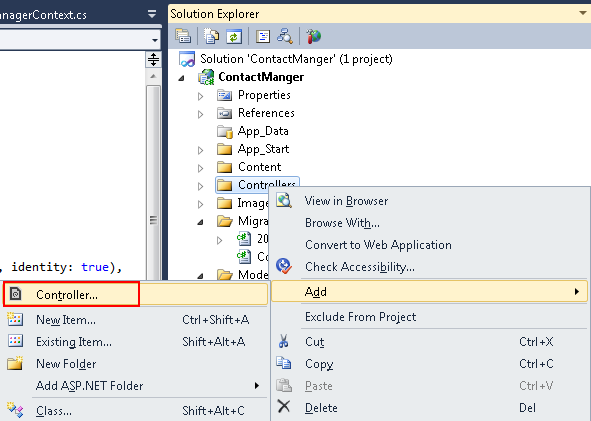 anagerContext.cs
Solution Explorer
Solution 'ContactManger' (1 project)
ContactManger
Properties
References
App_Data
App_Start
Content
Controllers
Image
Migra
20
Co
Mode
, identity: true),
View in Browser
Browse With...
Convert to Web Application
Check Accessibility...
Add
Exclude From Project
Cut Ctrl+X
Copy Ctrl+C
Paste Ctrl+V
Delete Del
Controller...
New Item... Ctrl+Shift+A
Existing Item... Shift+Alt+A
New Folder
Add ASP.NET Folder
Class... Shift+Alt+C